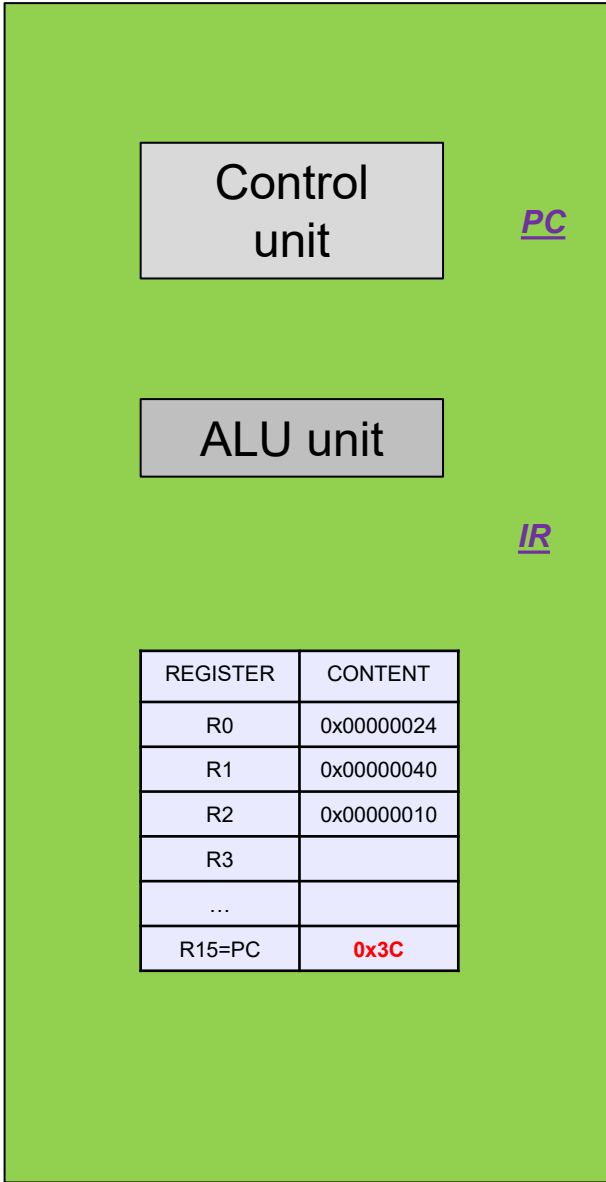 Control
unit
PC
ALU unit
IR
REGISTER CONTENT
R0 0x00000024
R1 0x00000040
R2 0x00000010
R3
…
R15=PC 0x3C